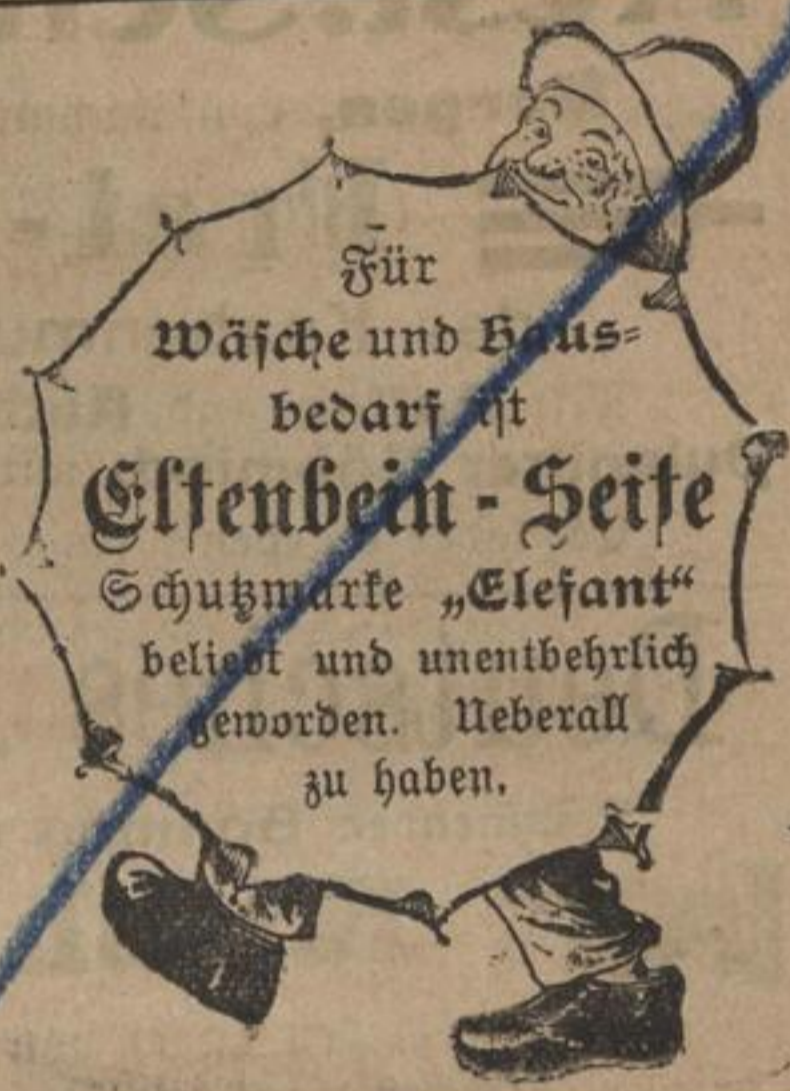 Für
Wäsche und Haus-
bedarf ist
Elfenbein - Seife
Schutzmarke „Elefant“
beliebt und unentbehrlich
geworden. Ueberall
zu haben.